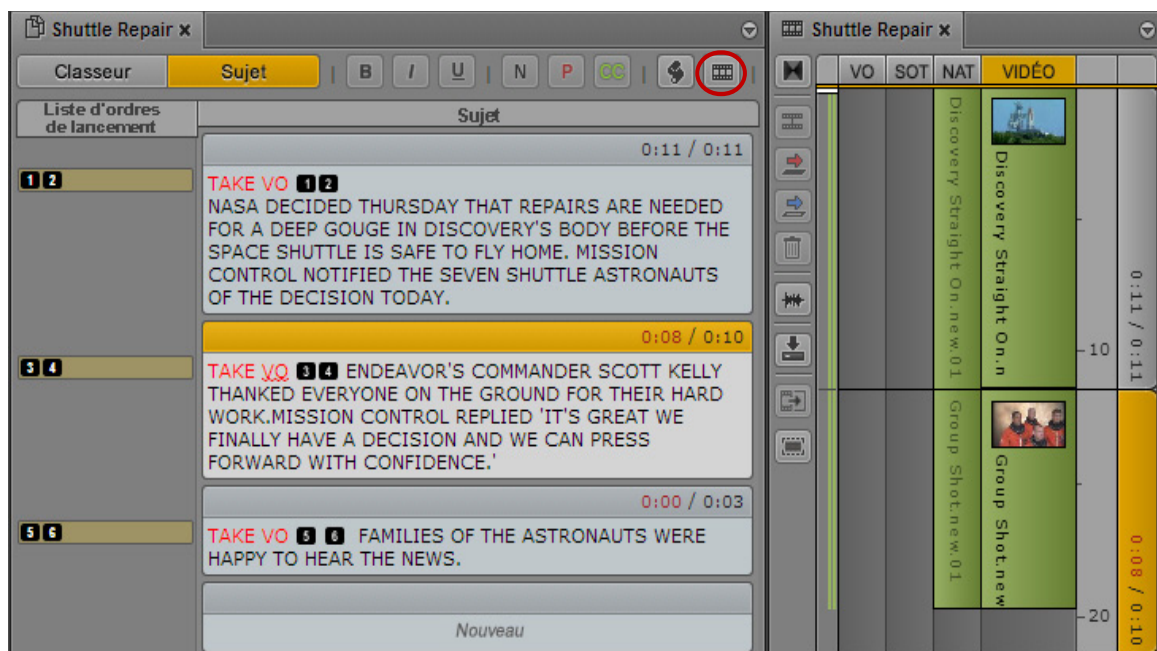 Shuttle Repair
Classeur
Sujet
B
I
U
N
P
CC
Liste d'ordres
de lancement
Sujet
0:11 / 0:11
1 2
TAKE VO 1 2
NASA DECIDED THURSDAY THAT REPAIRS ARE NEEDED
FOR A DEEP GOUGE IN DISCOVERY'S BODY BEFORE THE
SPACE SHUTTLE IS SAFE TO FLY HOME. MISSION
CONTROL NOTIFIED THE SEVEN SHUTTLE ASTRONAUTS
OF THE DECISION TODAY.
0:08 / 0:10
3 4
TAKE VO 3 4 ENDEAVOR'S COMMANDER SCOTT KELLY
THANKED EVERYONE ON THE GROUND FOR THEIR HARD
WORK.MISSION CONTROL REPLIED 'IT'S GREAT WE
FINALLY HAVE A DECISION AND WE CAN PRESS
FORWARD WITH CONFIDENCE.'
0:00 / 0:03
5 6
TAKE VO 5 6 FAMILIES OF THE ASTRONAUTS WERE
HAPPY TO HEAR THE NEWS.
Nouveau
Shuttle Repair
VO SOT NAT VIDÉO
Discovery Straight On.new.01
Discovery Straight On.n
10
0:11 / 0:11
Group Shot.new.01
Group Shot.new
20
0:08 / 0:10